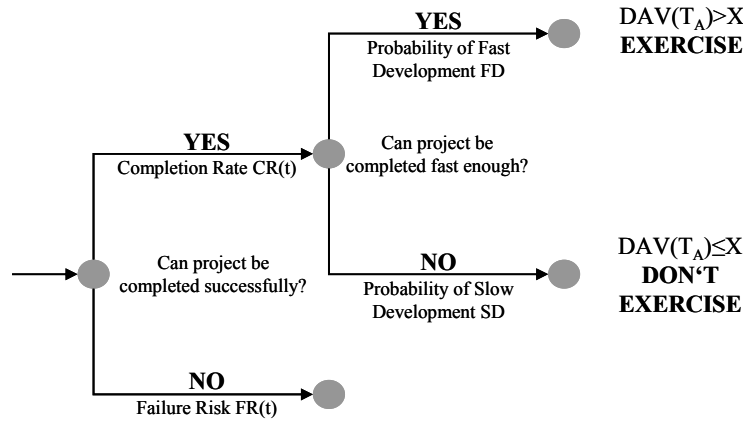 YES
Probability of Fast
Development FD
DAV(T_A)>X
EXERCISE
YES
Completion Rate CR(t)
Can project be
completed fast enough?
Can project be
completed successfully?
NO
Probability of Slow
Development SD
DAV(T_A)≤X
DON‘T
EXERCISE
NO
Failure Risk FR(t)